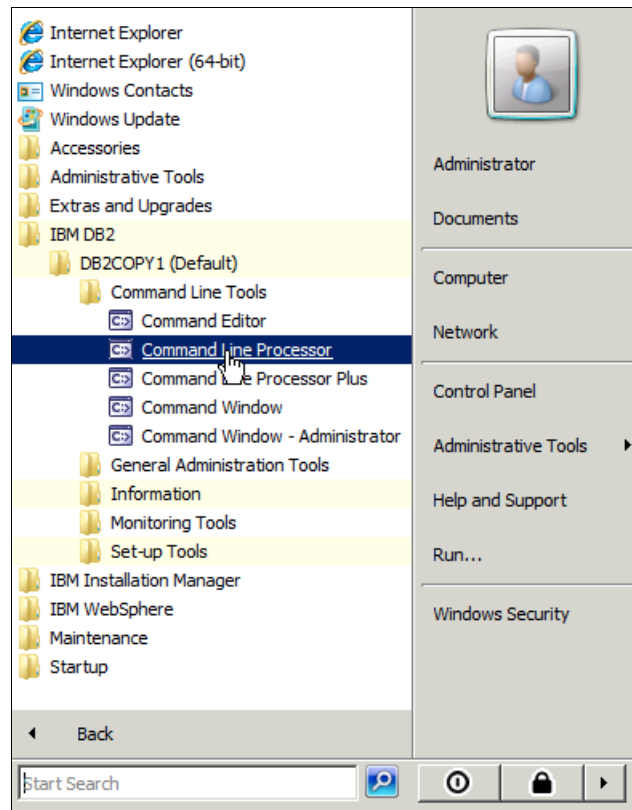 Internet Explorer
Internet Explorer (64-bit)
Windows Contacts
Windows Update
Accessories
Administrative Tools
Extras and Upgrades
IBM DB2
DB2COPY1 (Default)
Command Line Tools
Command Editor
Command Line Processor
Command Line Processor Plus
Command Window
Command Window - Administrator
General Administration Tools
Information
Monitoring Tools
Set-up Tools
IBM Installation Manager
IBM WebSphere
Maintenance
Startup
Back
Start Search
Administrator
Documents
Computer
Network
Control Panel
Administrative Tools
Help and Support
Run...
Windows Security